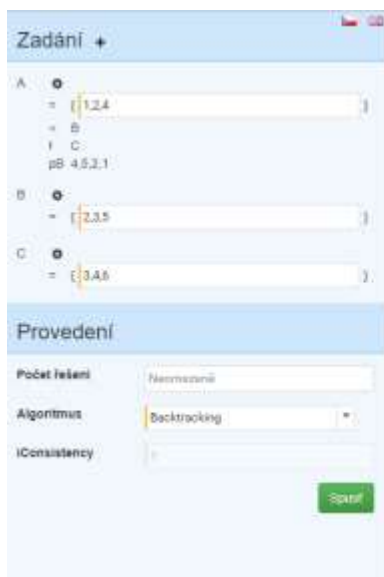 Zadání +
A
= { 1,2,4 }
= B
! C
pB 4,5,2,1
B
= { 2,3,5 }
C
= { 3,4,6 }
Provedení
Počet řešení Neomezeně
Algoritmus Backtracking
iConsistency
Spustit